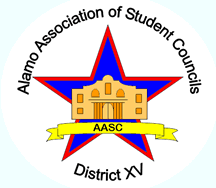 Alamo Association of Student Councils
AASC
District XV